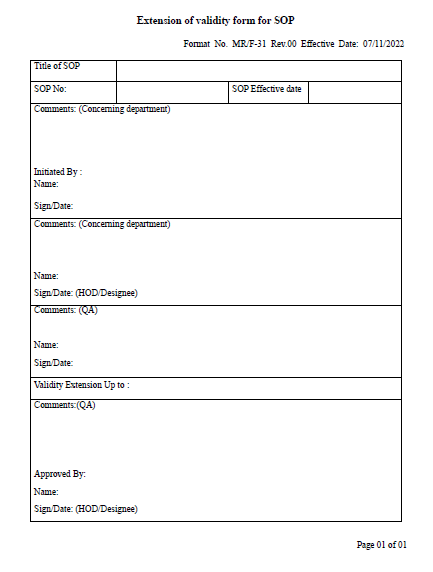 Extension of validity form for SOP
Format No. MR/F-31 Rev.00 Effective Date: 07/11/2022
Title of SOP
SOP No: SOP Effective date
Comments: (Concerning department)
Initiated By :
Name:
Sign/Date:
Comments: (Concerning department)
Name:
Sign/Date: (HOD/Designee)
Comments: (QA)
Name:
Sign/Date:
Validity Extension Up to :
Comments:(QA)
Approved By:
Name:
Sign/Date: (HOD/Designee)
Page 01 of 01